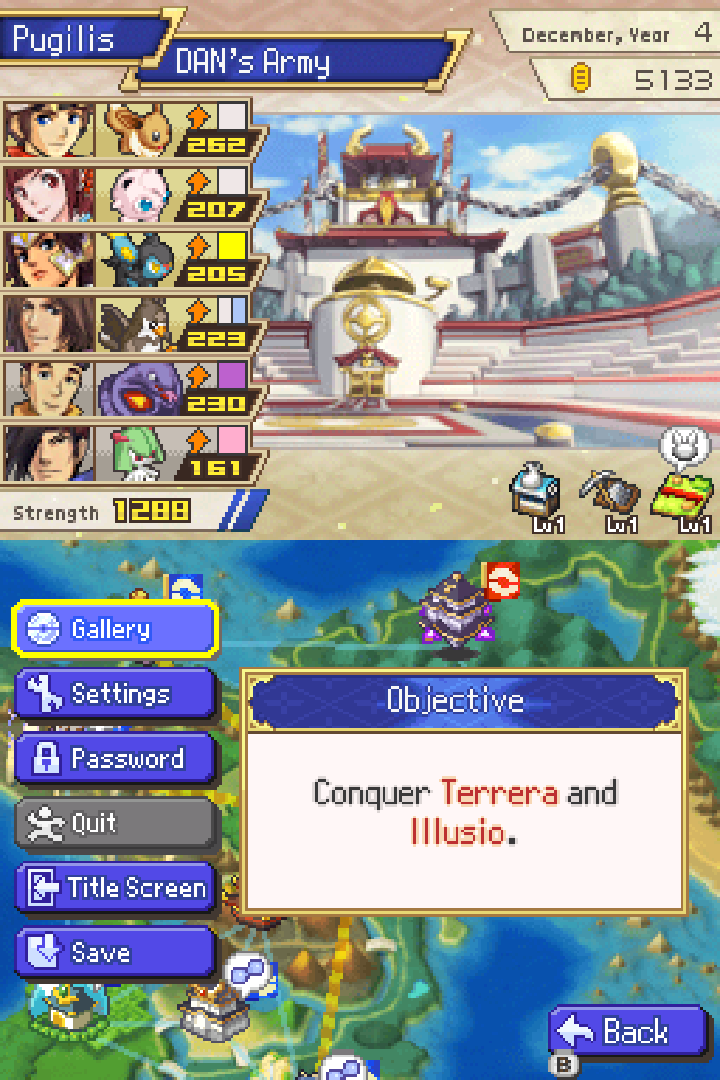 Pugilis
DAN's Army
December, Year 4
5133
262
207
205
223
230
161
Strength 1288
Lv1
Lv1
Lv1
Gallery
Settings
Password
Quit
Title Screen
Save
Objective
Conquer Terrera and
Illusio.
Back
B